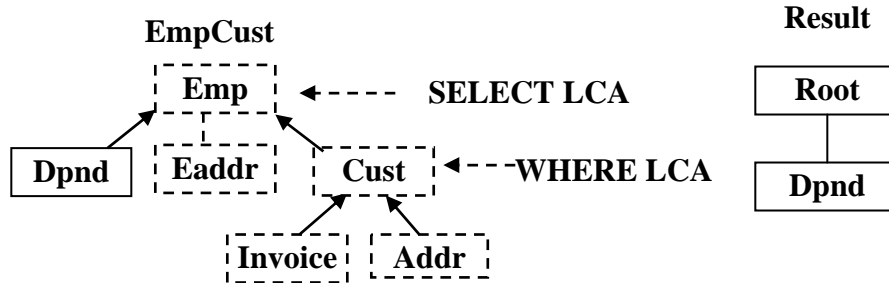 Result
EmpCust
Emp
SELECT LCA
Root
Dpnd
Eaddr
Cust
WHERE LCA
Dpnd
Invoice
Addr